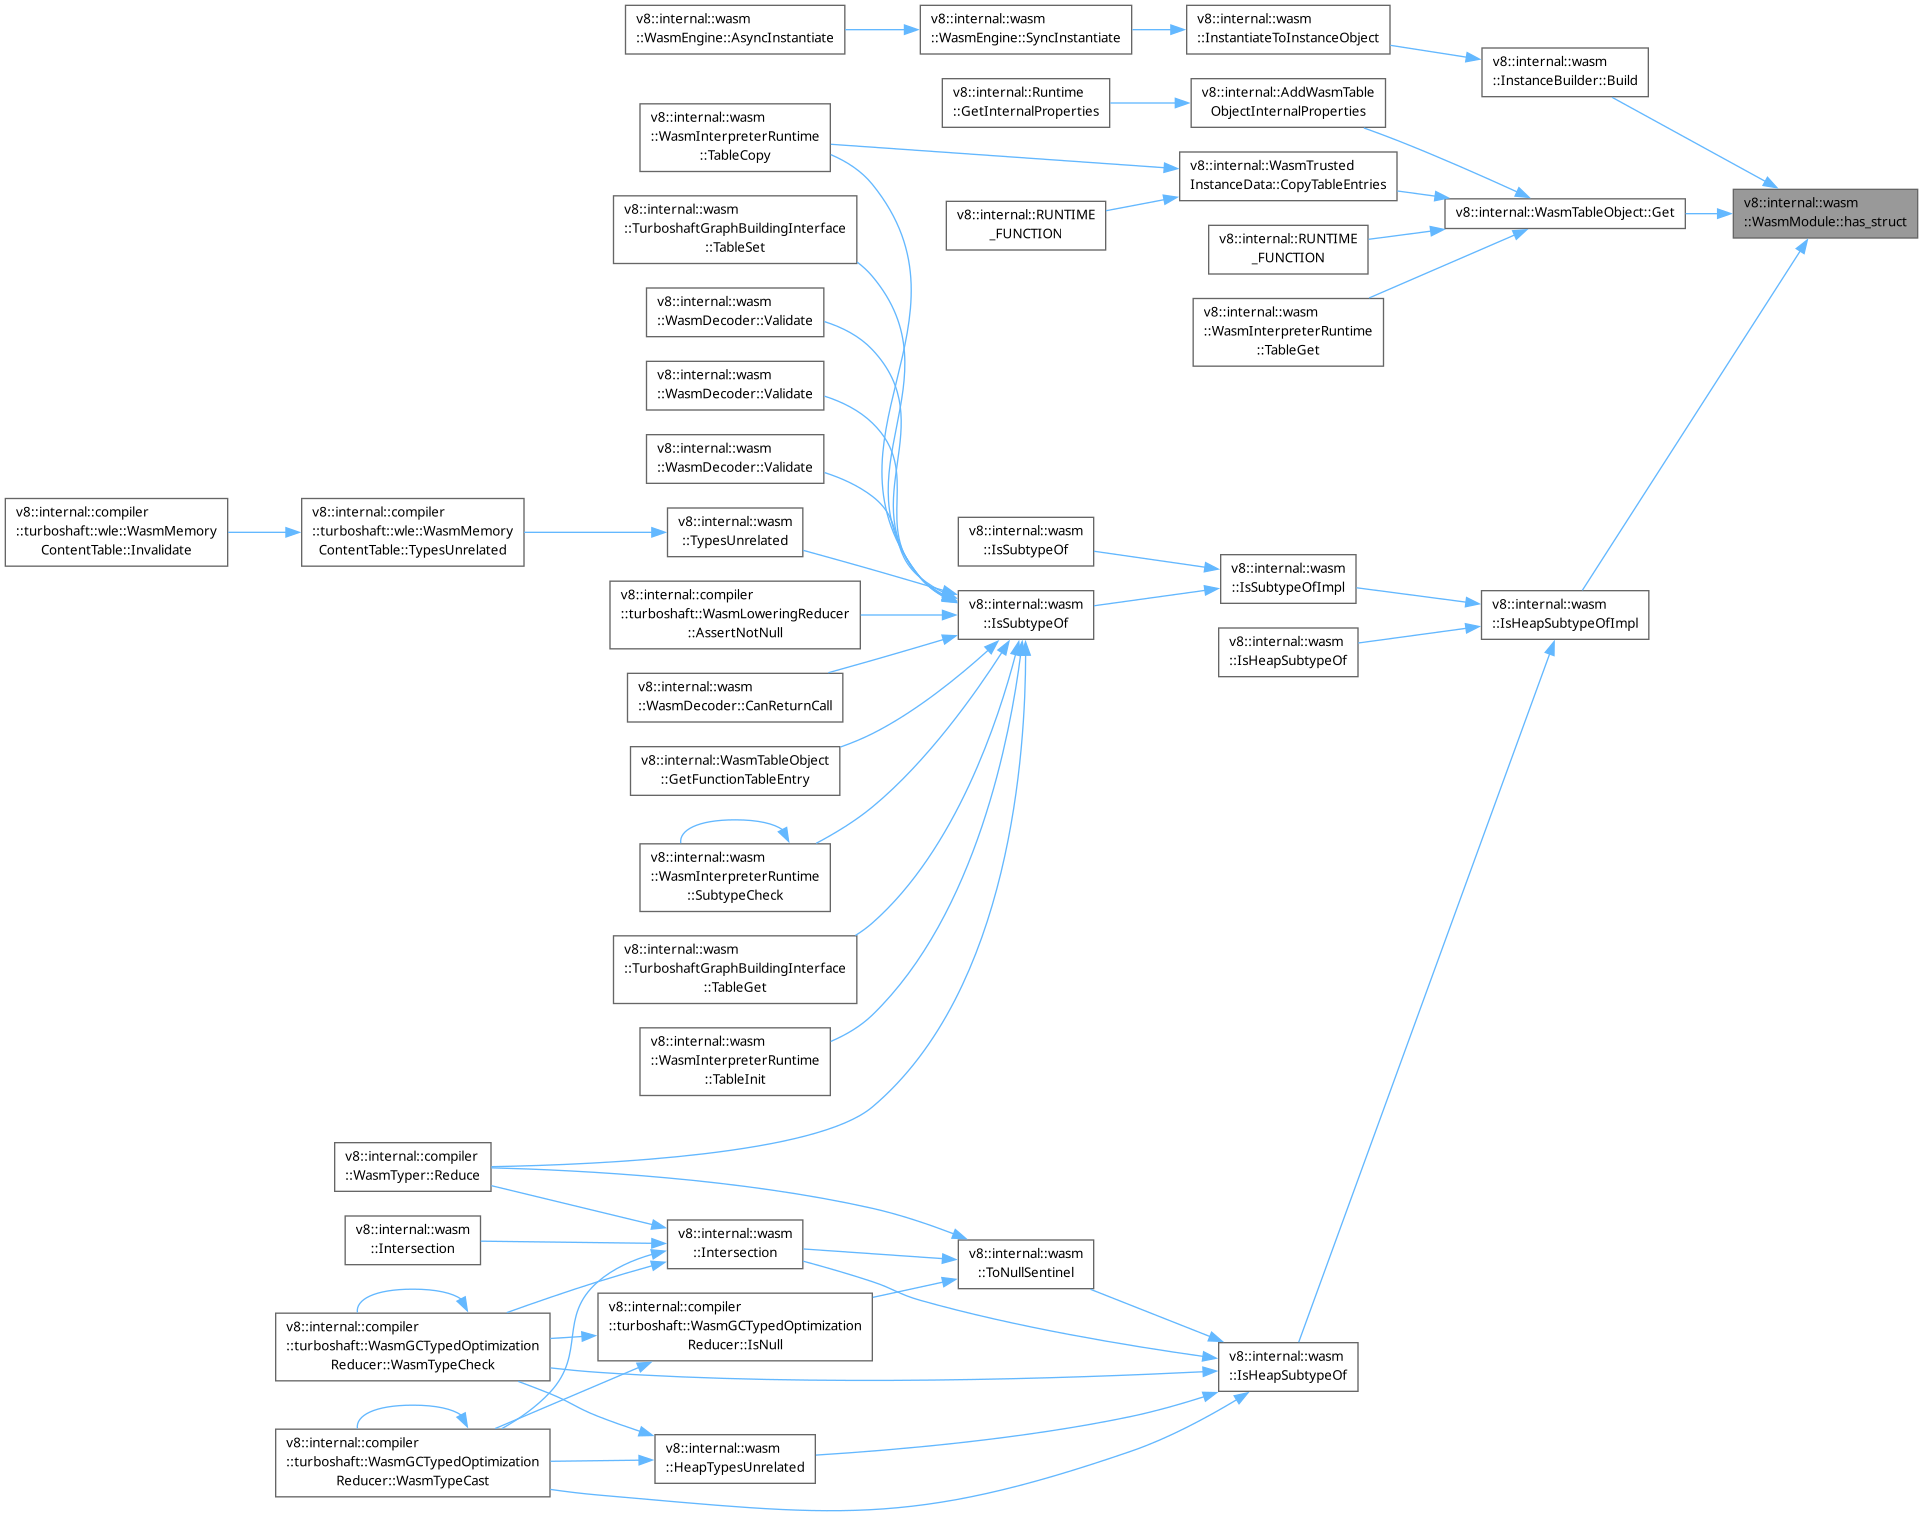 v8::internal::wasm
::WasmEngine::AsyncInstantiate
v8::internal::wasm
::WasmEngine::SyncInstantiate
v8::internal::wasm
::InstantiateToInstanceObject
v8::internal::wasm
::InstanceBuilder::Build
v8::internal::Runtime
::GetInternalProperties
v8::internal::AddWasmTable
ObjectInternalProperties
v8::internal::wasm
::WasmInterpreterRuntime
::TableCopy
v8::internal::WasmTrusted
InstanceData::CopyTableEntries
v8::internal::wasm
::WasmModule::has_struct
v8::internal::WasmTableObject::Get
v8::internal::RUNTIME
_FUNCTION
v8::internal::wasm
::TurboshaftGraphBuildingInterface
::TableSet
v8::internal::RUNTIME
_FUNCTION
v8::internal::wasm
::WasmDecoder::Validate
v8::internal::wasm
::WasmInterpreterRuntime
::TableGet
v8::internal::wasm
::WasmDecoder::Validate
v8::internal::wasm
::WasmDecoder::Validate
v8::internal::compiler
::turboshaft::wle::WasmMemory
ContentTable::Invalidate
v8::internal::compiler
::turboshaft::wle::WasmMemory
ContentTable::TypesUnrelated
v8::internal::wasm
::TypesUnrelated
v8::internal::wasm
::IsSubtypeOf
v8::internal::wasm
::IsSubtypeOfImpl
v8::internal::compiler
::turboshaft::WasmLoweringReducer
::AssertNotNull
v8::internal::wasm
::IsSubtypeOf
v8::internal::wasm
::IsHeapSubtypeOfImpl
v8::internal::wasm
::IsHeapSubtypeOf
v8::internal::wasm
::WasmDecoder::CanReturnCall
v8::internal::WasmTableObject
::GetFunctionTableEntry
v8::internal::wasm
::WasmInterpreterRuntime
::SubtypeCheck
v8::internal::wasm
::TurboshaftGraphBuildingInterface
::TableGet
v8::internal::wasm
::WasmInterpreterRuntime
::TableInit
v8::internal::compiler
::WasmTyper::Reduce
v8::internal::wasm
::Intersection
v8::internal::wasm
::Intersection
v8::internal::wasm
::ToNullSentinel
v8::internal::compiler
::turboshaft::WasmGCTypedOptimization
Reducer::WasmTypeCheck
v8::internal::compiler
::turboshaft::WasmGCTypedOptimization
Reducer::IsNull
v8::internal::wasm
::IsHeapSubtypeOf
v8::internal::compiler
::turboshaft::WasmGCTypedOptimization
Reducer::WasmTypeCast
v8::internal::wasm
::HeapTypesUnrelated